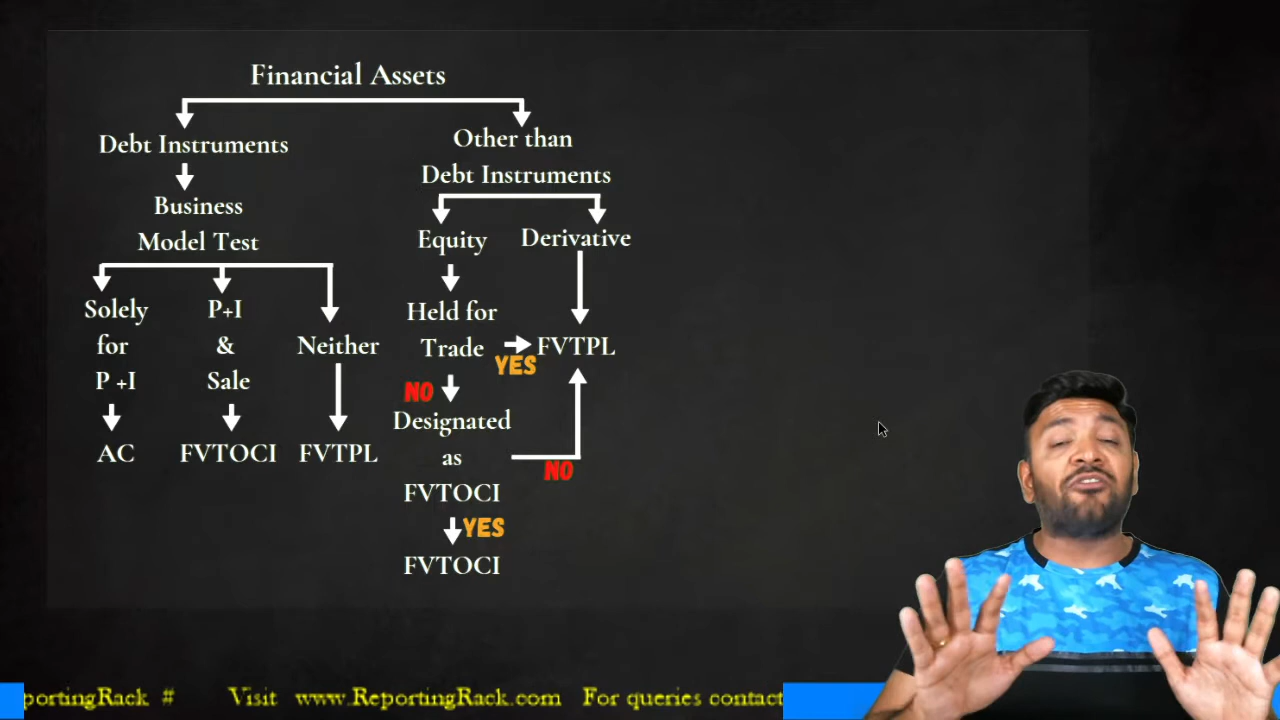 Financial Assets
Debt Instruments
Business
Model Test
Solely
for
P +I
AC
P+I
&
Sale
FVTOCI
Neither
FVTPL
Other than
Debt Instruments
Equity
Held for
Trade
YES
NO
Designated
as
FVTOCI
NO
YES
FVTOCI
Derivative
FVTPL
portingRack # Visit www.ReportingRack.com For queries contact